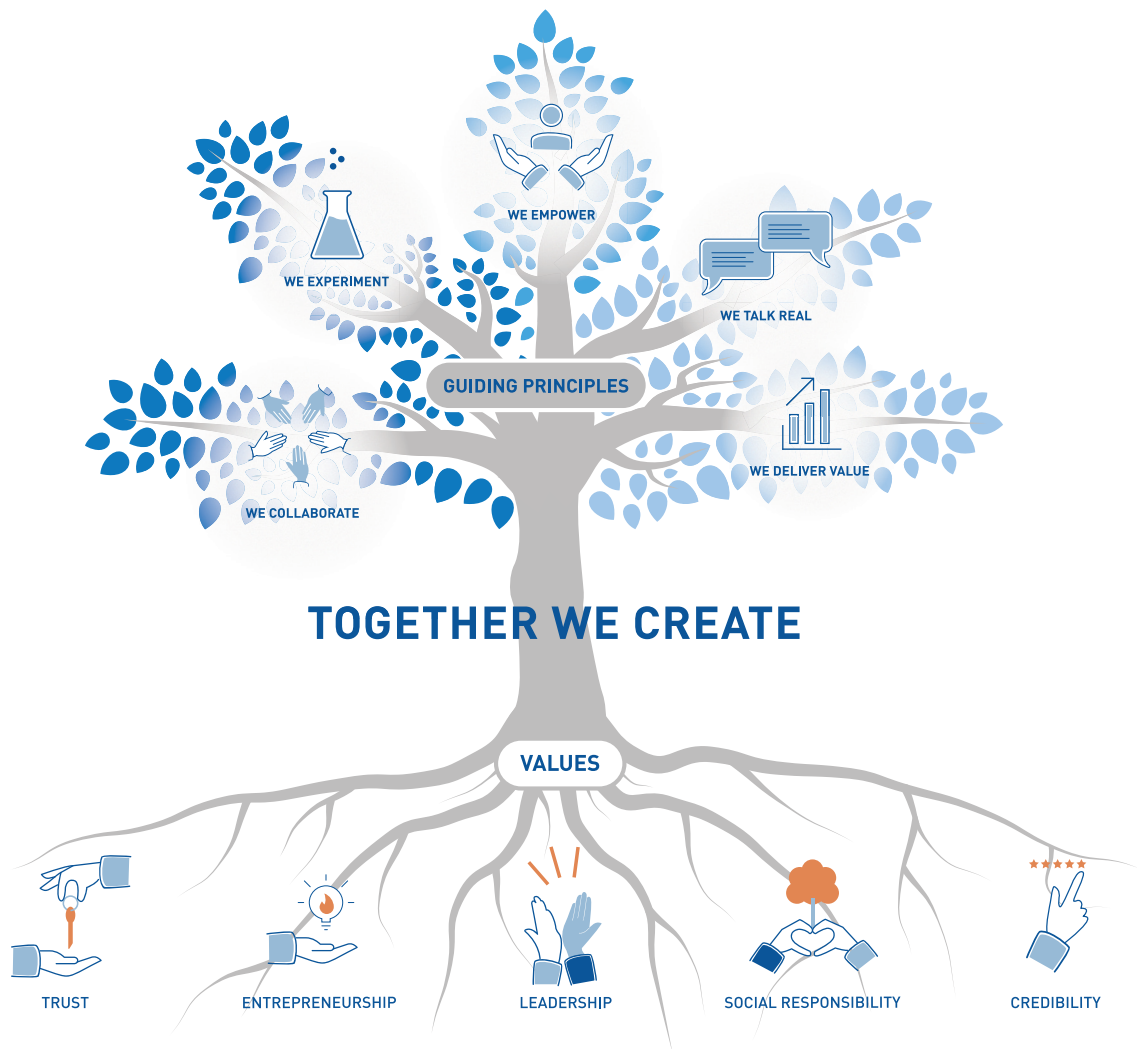 WE EMPOWER
WE EXPERIMENT
WE TALK REAL
GUIDING PRINCIPLES
WE DELIVER VALUE
WE COLLABORATE
TOGETHER WE CREATE
VALUES
TRUST
ENTREPRENEURSHIP
LEADERSHIP
SOCIAL RESPONSIBILITY
CREDIBILITY